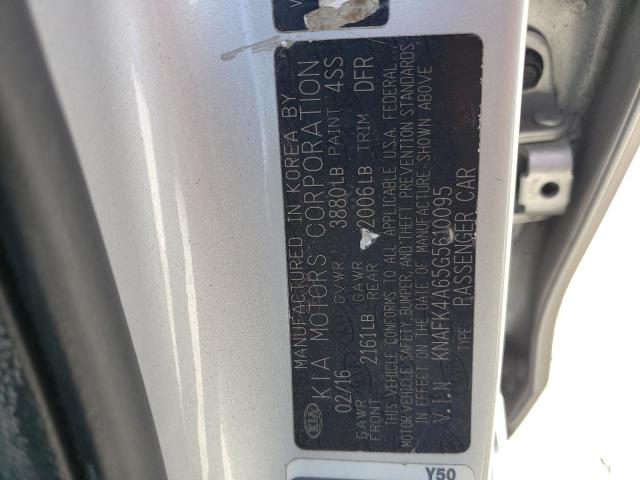 V
MANUFACTURED IN KOREA BY
KIA KIA MOTORS CORPORATION
02/16 GVWR 3880LB PAINT 4SS
GAWR FRONT 2161LB GAWR REAR 2006LB TRIM DFR
THIS VEHICLE CONFORMS TO ALL APPLICABLE U.S.A. FEDERAL
MOTOR VEHICLE SAFETY, BUMPER, AND THEFT PREVENTION STANDARDS
IN EFFECT ON THE DATE OF MANUFACTURE SHOWN ABOVE
V.I.N KNAFK4A65G5610095
TYPE: PASSENGER CAR
Y50